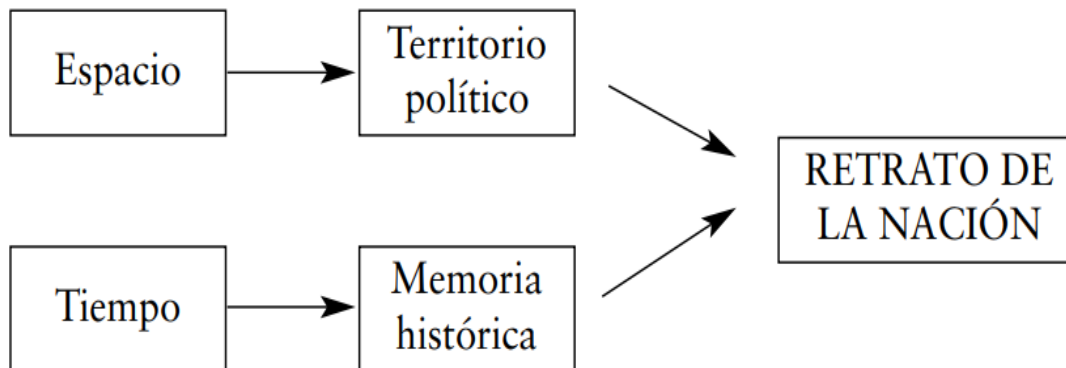 Espacio
Territorio
político
RETRATO DE
LA NACIÓN
Tiempo
Memoria
histórica